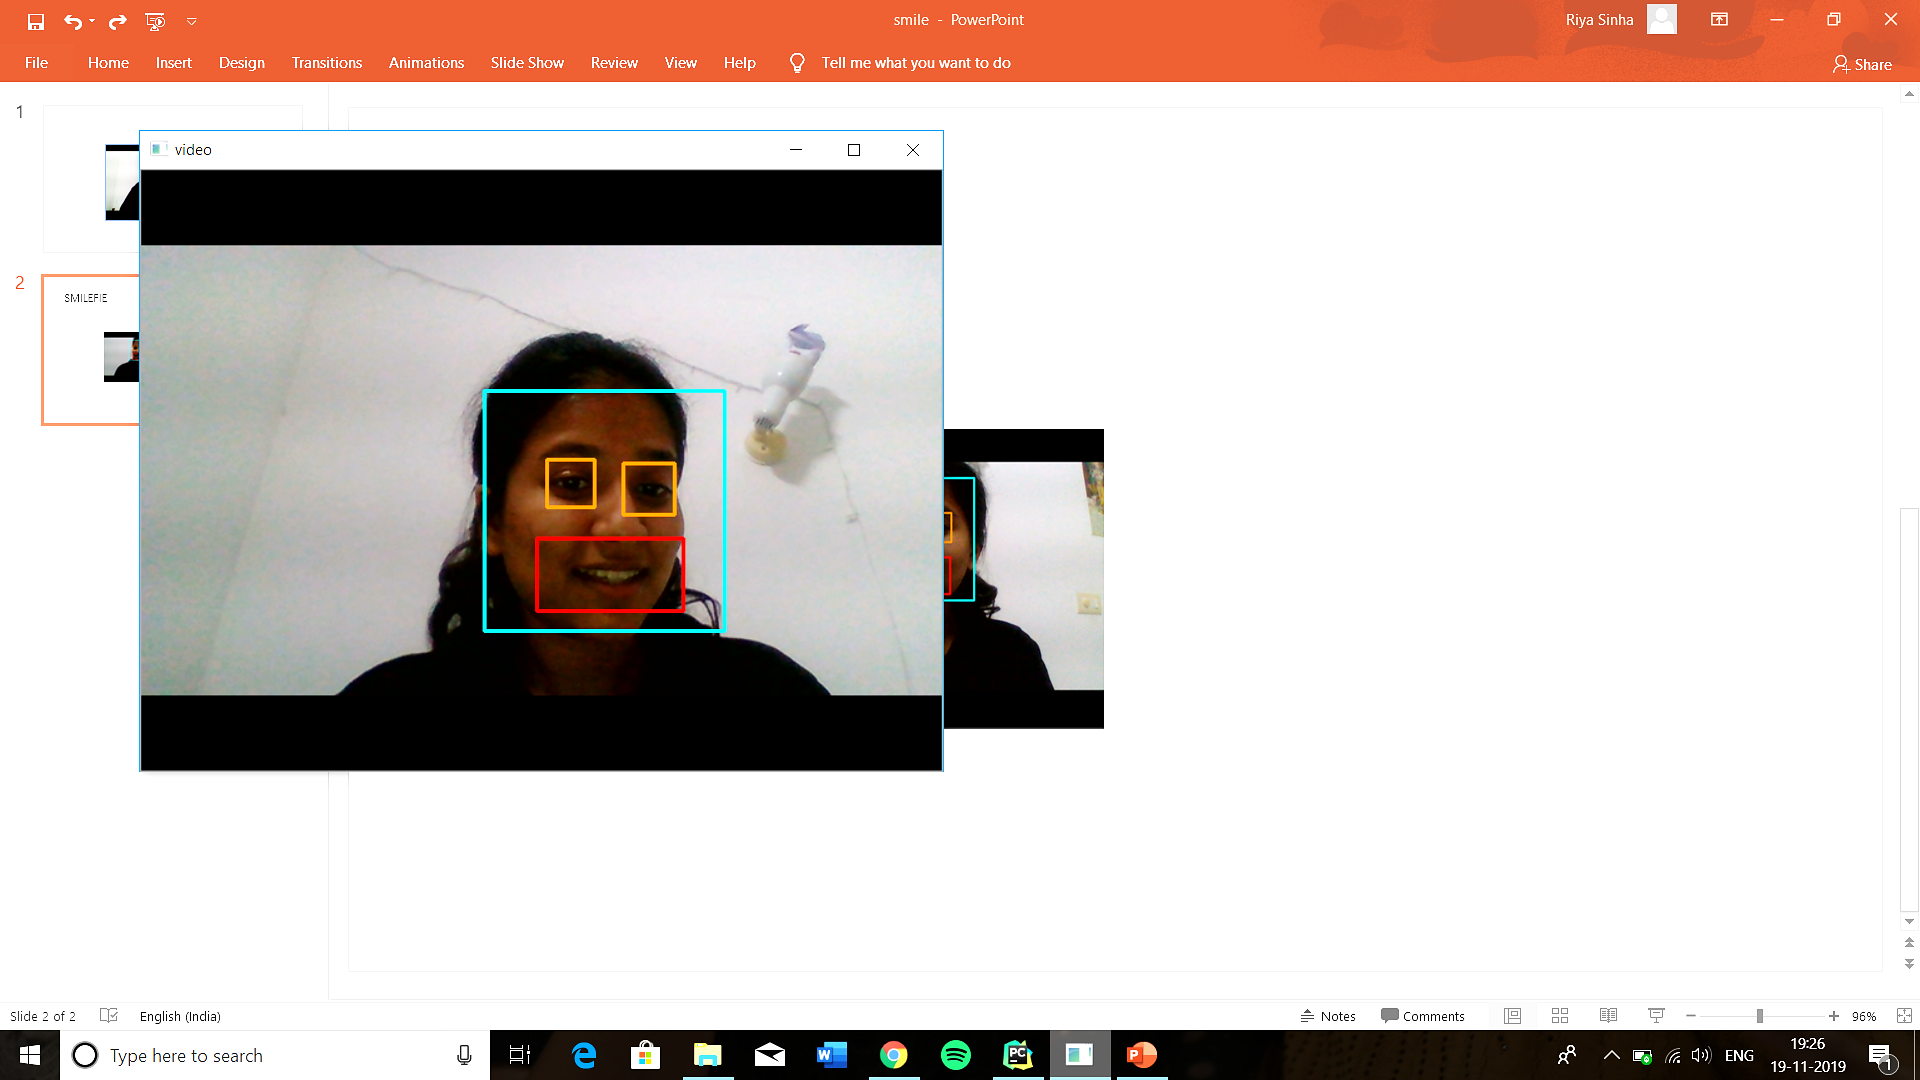 smile - PowerPoint
Riya Sinha
File Home Insert Design Transitions Animations Slide Show Review View Help Tell me what you want to do
Share
1
video
2
SMILEFIE
Slide 2 of 2 English (India) Notes Comments 96%
Type here to search
ENG
19:26
19-11-2019
1